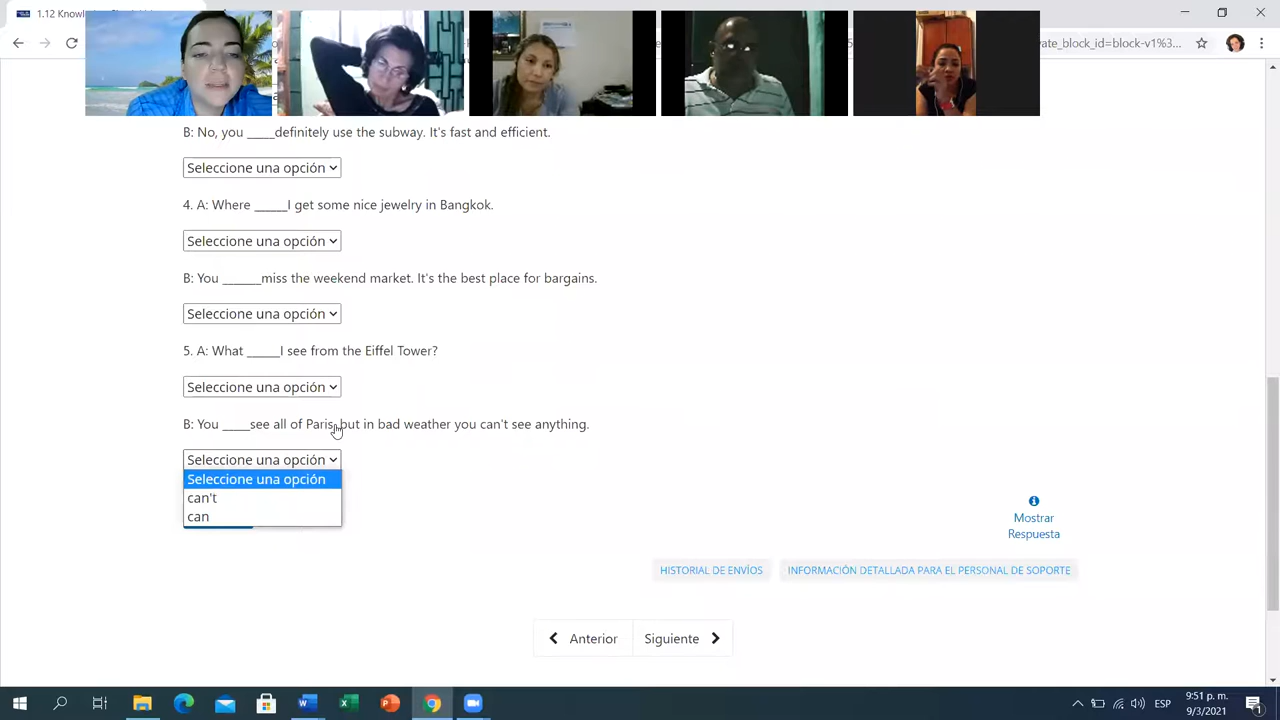 1.12
vate_block_id=block-v1%3...
B: No, you ____definitely use the subway. It's fast and efficient.
Seleccione una opción
4. A: Where _____I get some nice jewelry in Bangkok.
Seleccione una opción
B: You ______miss the weekend market. It's the best place for bargains.
Seleccione una opción
5. A: What _____I see from the Eiffel Tower?
Seleccione una opción
B: You ____see all of Paris,but in bad weather you can't see anything.
Seleccione una opción
Seleccione una opción
can't
can
Mostrar
Respuesta
HISTORIAL DE ENVÍOS INFORMACIÓN DETALLADA PARA EL PERSONAL DE SOPORTE
Anterior Siguiente
ESP
9:51 p. m.
9/3/2021